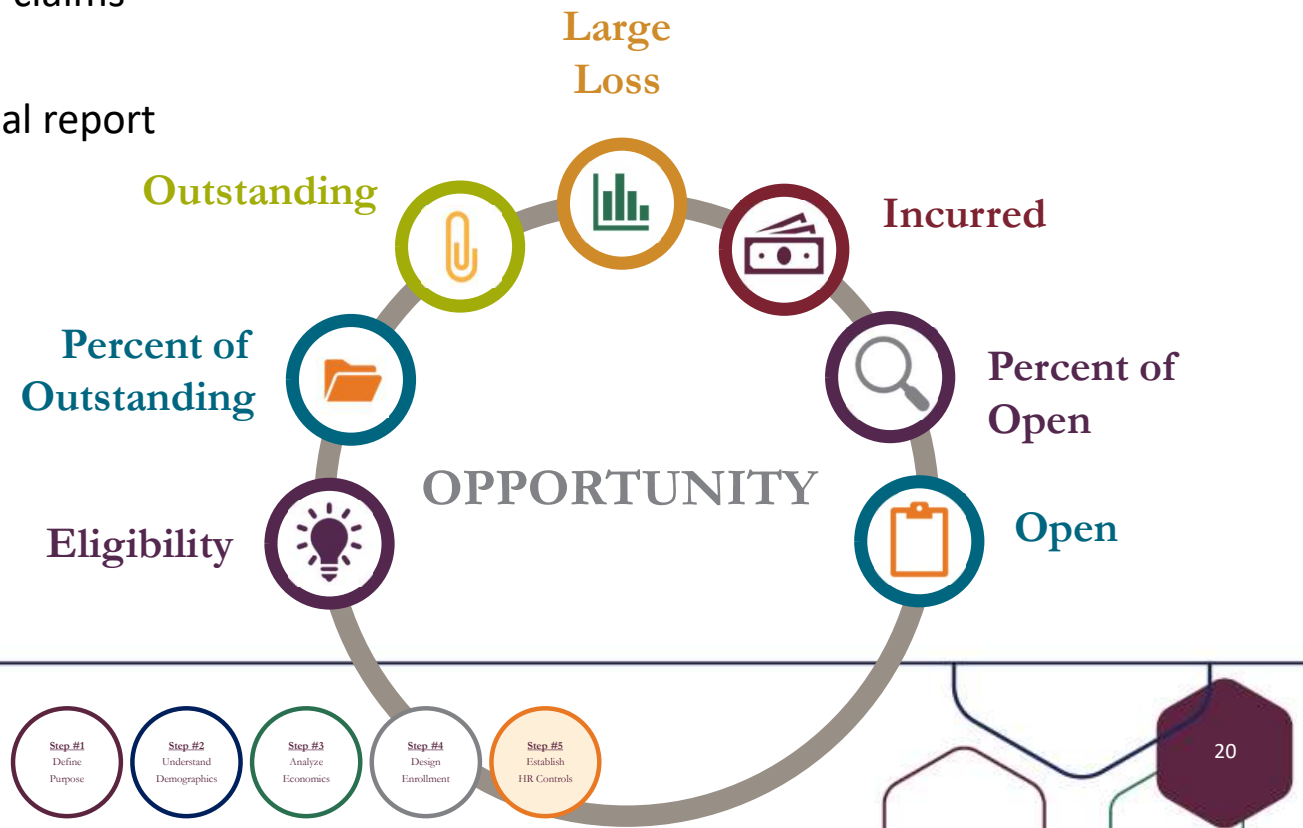 claims
al report
Large
Loss
Outstanding
Incurred
Percent of
Outstanding
Percent of
Open
OPPORTUNITY
Eligibility
Open
Step #1
Define
Purpose
Step #2
Understand
Demographics
Step #3
Analyze
Economics
Step #4
Design
Enrollment
Step #5
Establish
HR Controls
20